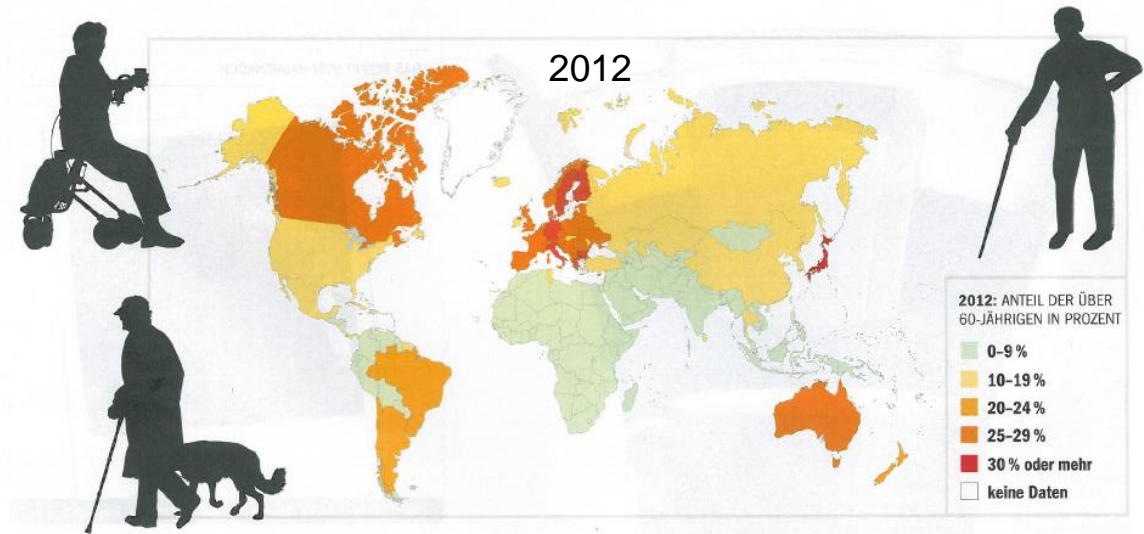 2012
2012: ANTEIL DER ÜBER
60-JÄHRIGEN IN PROZENT
0–9 %
10–19 %
20–24 %
25–29 %
30 % oder mehr
keine Daten